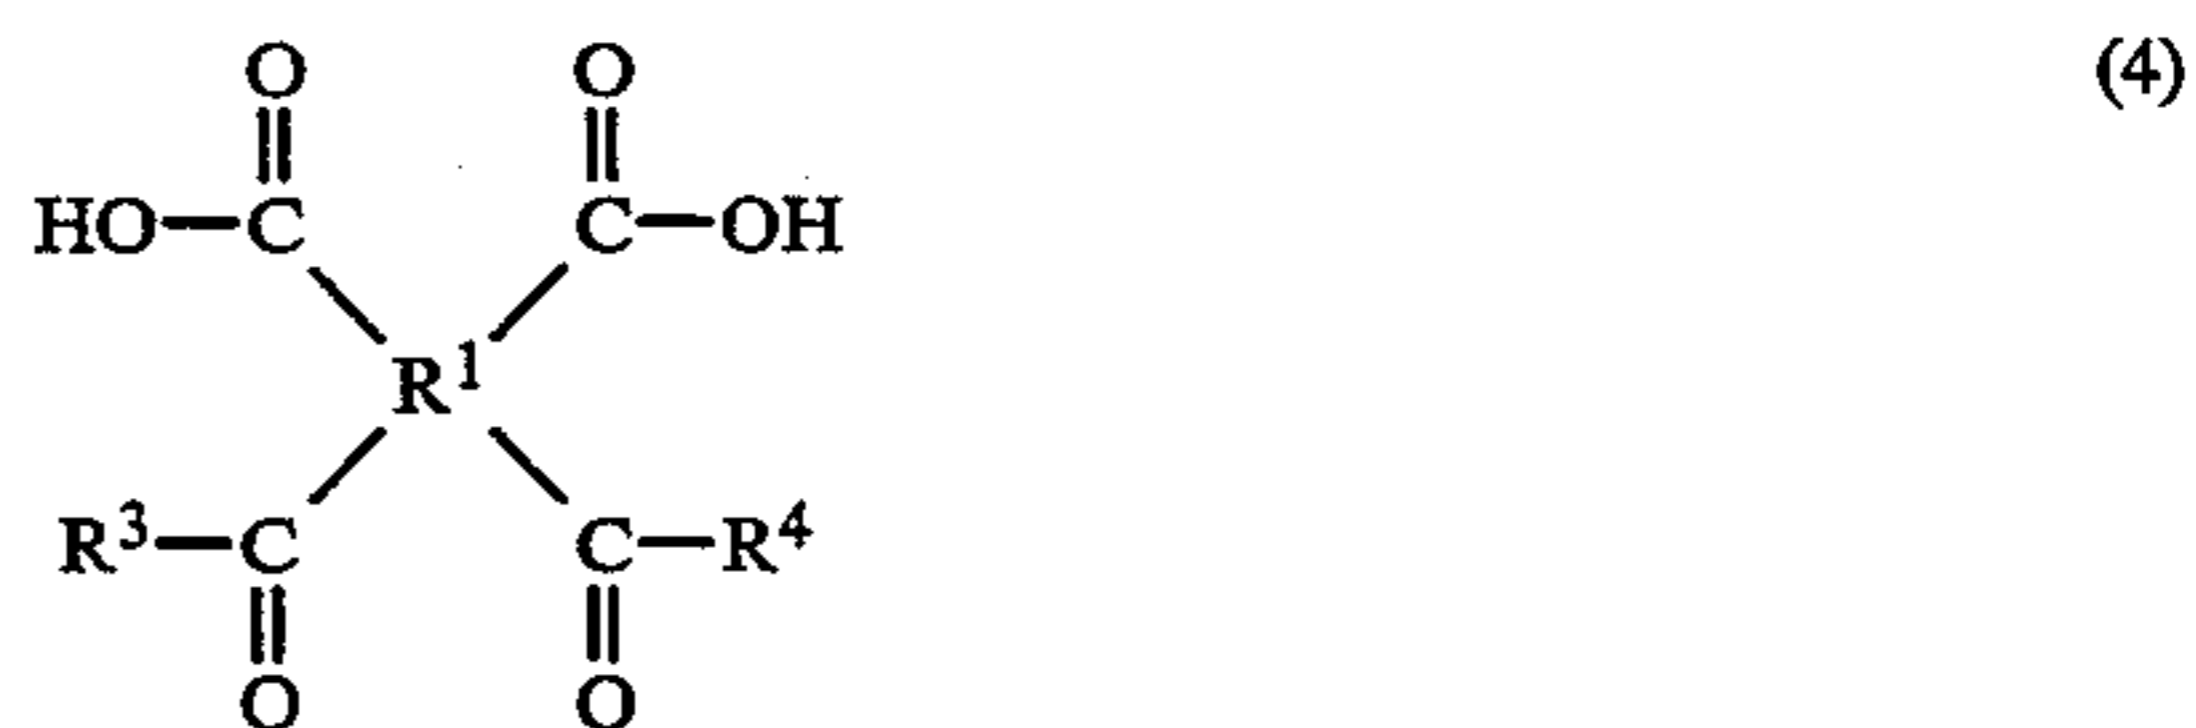 O O (4)
HO—C C—OH
R¹
R³—C C—R⁴
O O